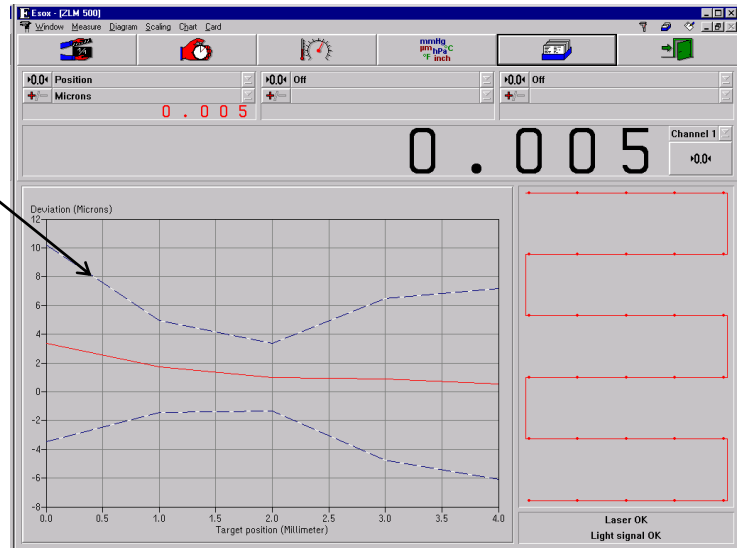 Esox - [ZLM 500]
Window Measure Diagram Scaling Chart Card
mmHg
µm hPa °C
°F inch
0.0 Position
0.0 Off
0.0 Off
Microns
0.005
0.005
Channel 1
0.0
Deviation (Microns)
12
10
8
6
4
2
0
-2
-4
-6
-8
0.0 0.5 1.0 1.5 2.0 2.5 3.0 3.5 4.0
Target position (Millimeter)
Laser OK
Light signal OK